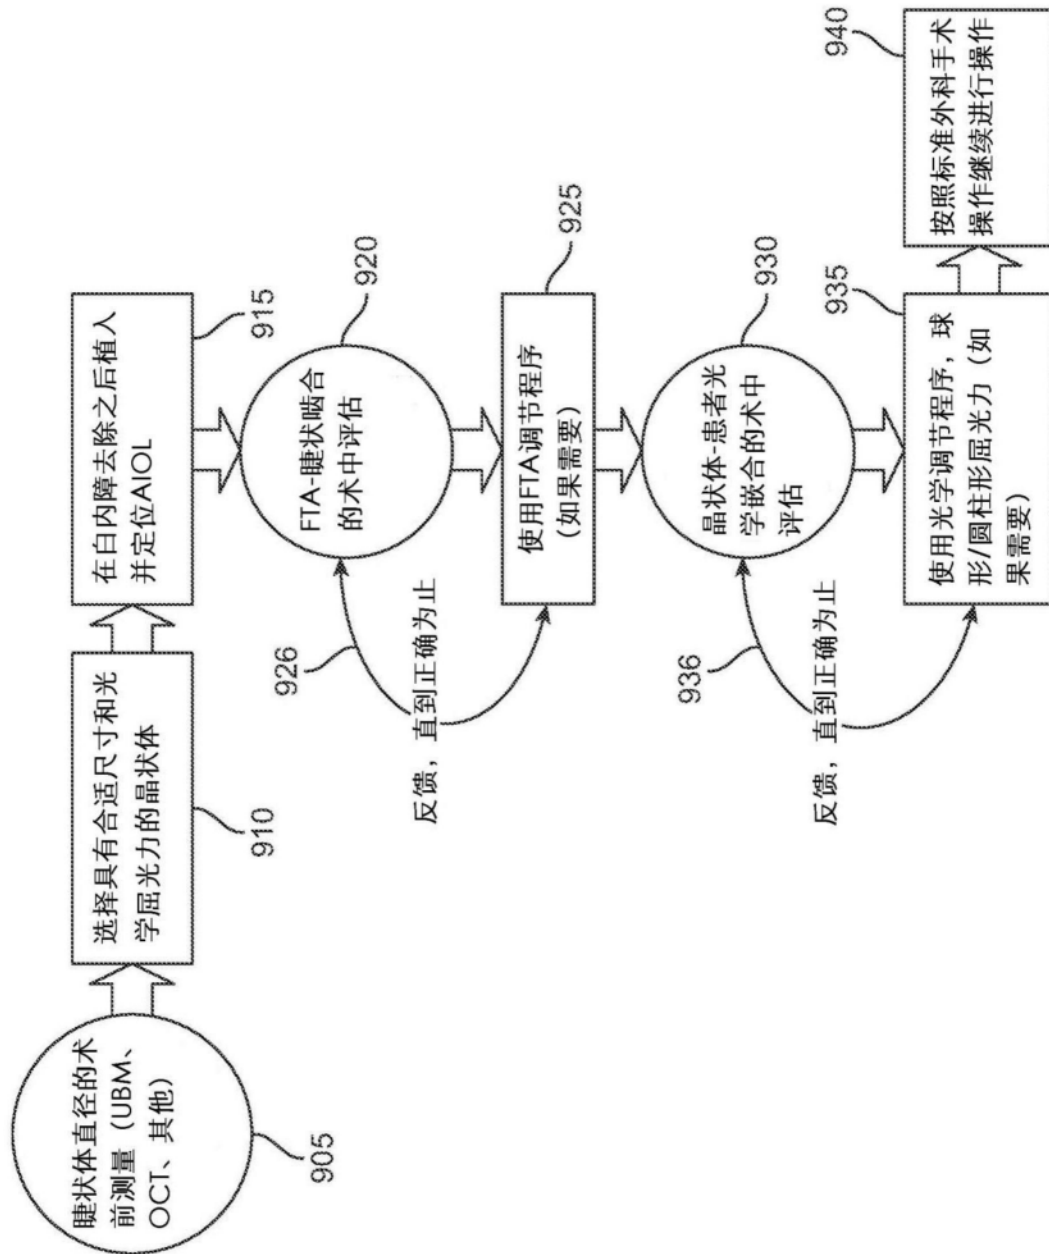 睫状体直径的术
前测量（UBM、
OCT、其他）
905
选择具有合适尺寸和光
学屈光力的晶状体
910
在白内障去除之后植入
并定位AIOL
915
FTA-睫状啮合
的术中评估
920
反馈，直到正确为止
926
使用FTA调节程序
（如果需要）
925
晶状体-患者光
学嵌合的术中
评估
930
反馈，直到正确为止
936
使用光学调节程序，球
形/圆柱形屈光力（如
果需要）
935
按照标准外科手术
操作继续进行操作
940